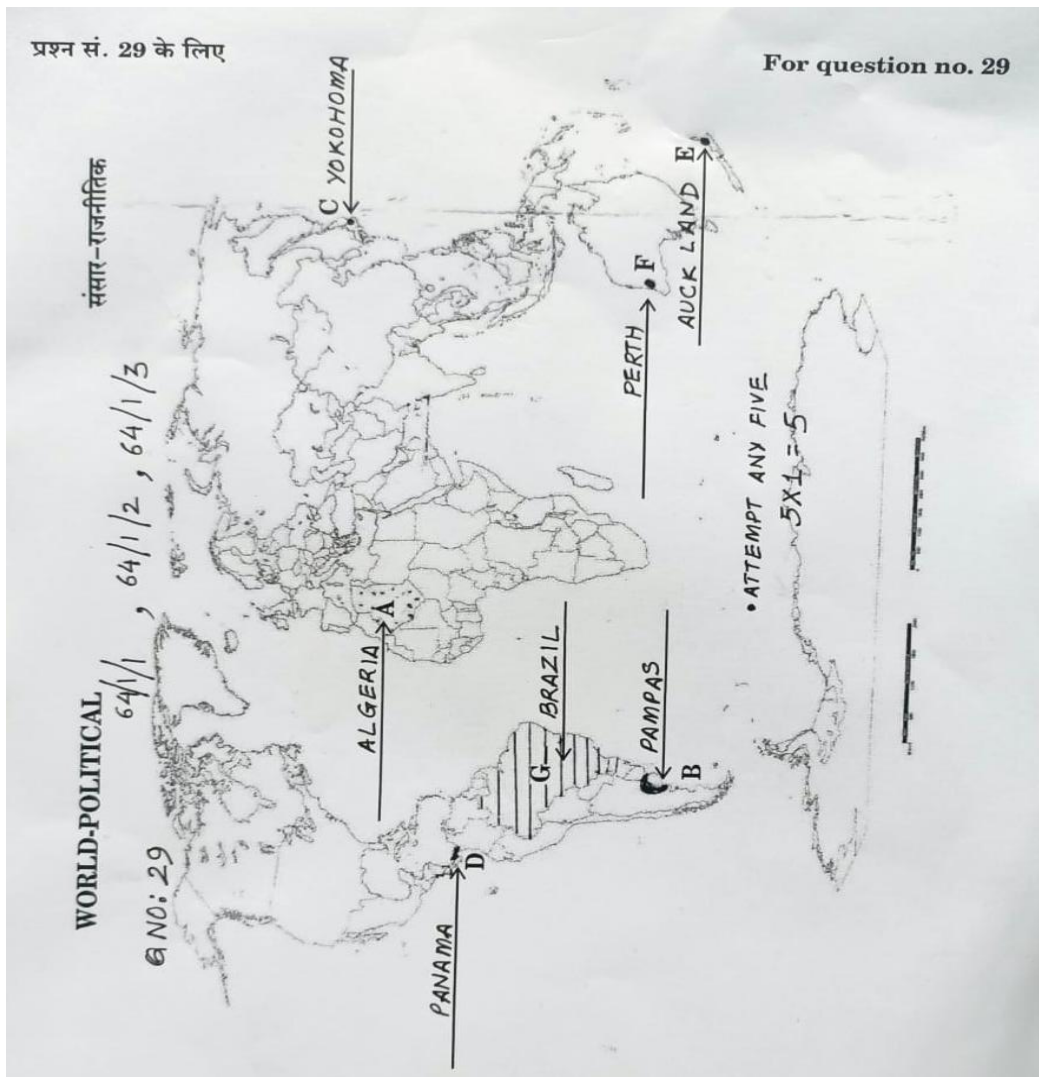 प्रश्न सं. 29 के लिए
For question no. 29
WORLD-POLITICAL
संसार-राजनीतिक
64/1/1 , 64/1/2 , 64/1/3
Q NO: 29
C YOKOHOMA
E
AUCK LAND
F
PERTH
A
ALGERIA
G
BRAZIL
PAMPAS
B
D
PANAMA
• ATTEMPT ANY FIVE
5X1=5